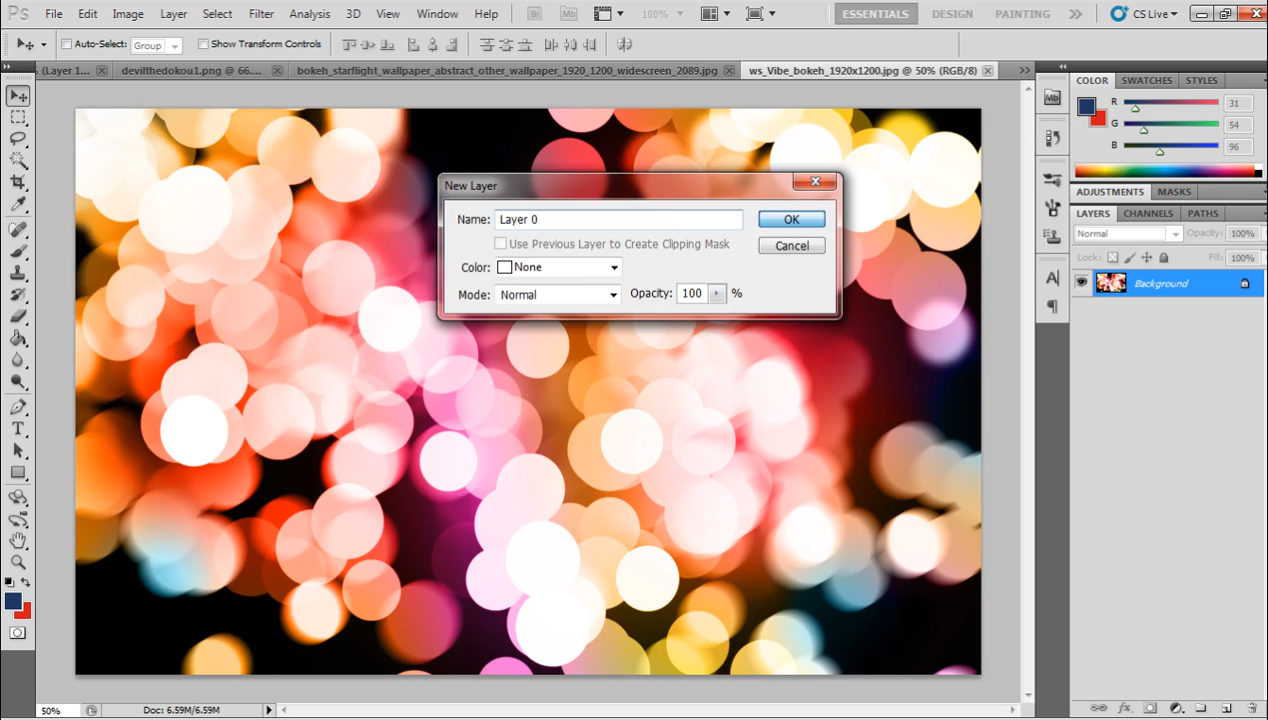 Ps File Edit Image Layer Select Filter Analysis 3D View Window Help Br Mb 100% ESSENTIALS DESIGN PAINTING CS Live
Auto-Select: Group Show Transform Controls
(Layer 1... devilthedokou1.png @ 66.... bokeh_starflight_wallpaper_abstract_other_wallpaper_1920_1200_widescreen_2089.jpg ws_Vibe_bokeh_1920x1200.jpg @ 50% (RGB/8)
COLOR SWATCHES STYLES
Mb
R 31
G 54
B 96
New Layer
Name: Layer 0 OK
Use Previous Layer to Create Clipping Mask Cancel
Color: None
Mode: Normal Opacity: 100 %
ADJUSTMENTS MASKS
LAYERS CHANNELS PATHS
Normal Opacity: 100%
Lock: Fill: 100%
Background
50% Doc: 6.59M/6.59M